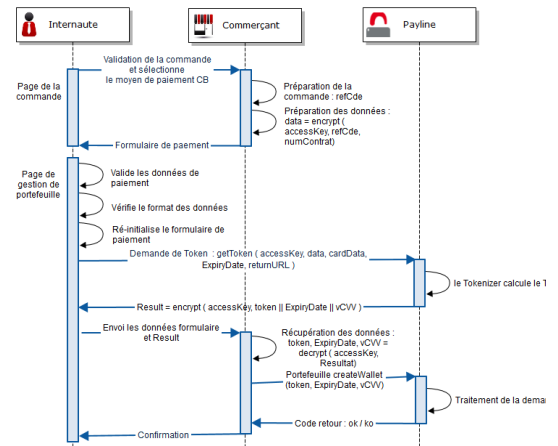 Internaute
Commerçant
Payline
Validation de la commande
et sélectionne
le moyen de paiement CB
Page de la
commande
Préparation de la
commande : refCde
Préparation des données :
data = encrypt (
accessKey, refCde,
numContrat)
Formulaire de paiement
Page de
gestion de
portefeuille
Valide les données de
paiement
Vérifie le format des données
Ré-initialise le formulaire de
paiement
Demande de Token : getToken ( accessKey, data, cardData,
ExpiryDate, returnURL )
le Tokenizer calcule le T
Result = encrypt ( accessKey, token || ExpiryDate || vCVV )
Envoi les données formulaire
et Result
Récupération des données :
token, ExpiryDate, vCVV =
decrypt ( accessKey,
Resultat)
Portefeuille createWallet
(token, ExpiryDate, vCVV)
Traitement de la demar
Code retour : ok / ko
Confirmation